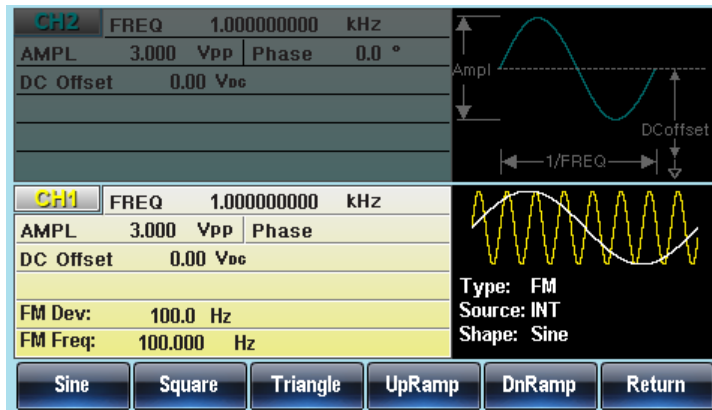 CH2 FREQ 1.000000000 kHz
AMPL 3.000 Vpp Phase 0.0 °
DC Offset 0.00 VDC
Ampl
DCoffset
1/FREQ
CH1 FREQ 1.000000000 kHz
AMPL 3.000 Vpp Phase
DC Offset 0.00 VDC
FM Dev: 100.0 Hz
FM Freq: 100.000 Hz
Type: FM
Source: INT
Shape: Sine
Sine Square Triangle UpRamp DnRamp Return